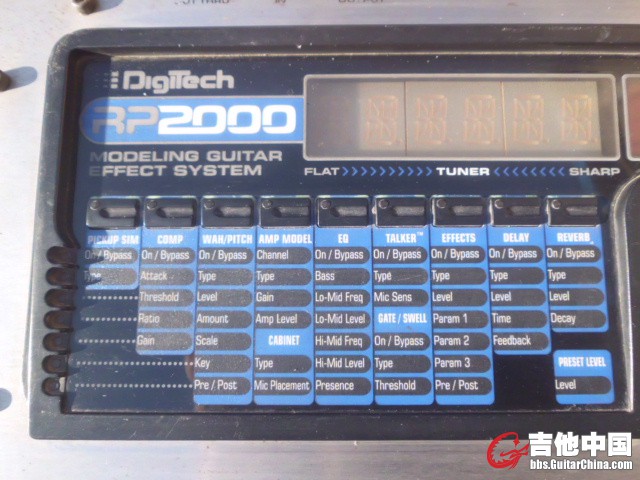 DigiTech
RP2000
MODELING GUITAR
EFFECT SYSTEM
FLAT TUNER SHARP
PICKUP SIM COMP WAH/PITCH AMP MODEL EQ TALKER™ EFFECTS DELAY REVERB
On / Bypass On / Bypass On / Bypass Channel On / Bypass On / Bypass On / Bypass On / Bypass On / Bypass
Type Attack Type Type Bass Type Type Type Type
Threshold Level Gain Lo-Mid Freq Mic Sens Level Level Level
Ratio Amount Amp Level Lo-Mid Level GATE / SWELL Param 1 Time Decay
Gain Scale CABINET Hi-Mid Freq On / Bypass Param 2 Feedback
Key Type Hi-Mid Level Type Param 3 PRESET LEVEL
Pre / Post Mic Placement Presence Threshold Pre / Post Level
吉他中国
bbs.GuitarChina.com